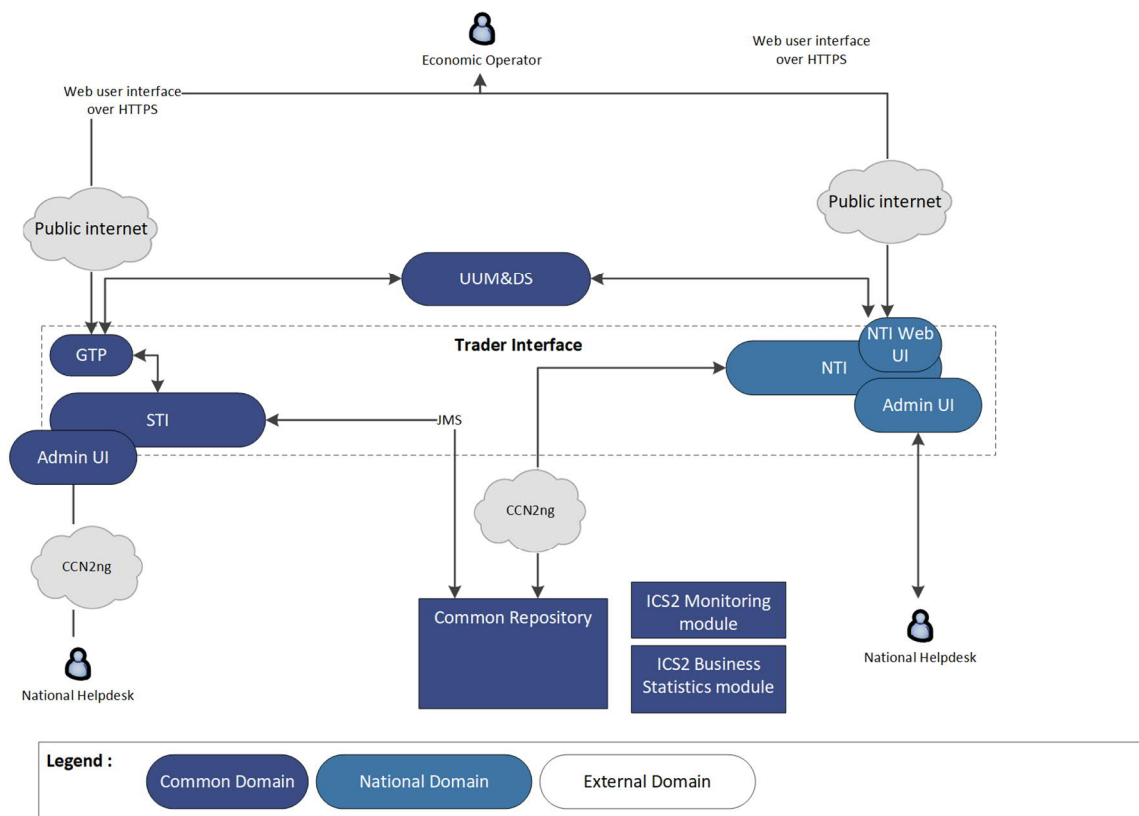 Economic Operator
Web user interface
over HTTPS
Web user interface
over HTTPS
Public internet
Public internet
UUM&DS
Trader Interface
GTP
NTI Web
UI
NTI
Admin UI
STI
JMS
Admin UI
CCN2ng
CCN2ng
Common Repository
ICS2 Monitoring
module
ICS2 Business
Statistics module
National Helpdesk
National Helpdesk
Legend :
Common Domain
National Domain
External Domain